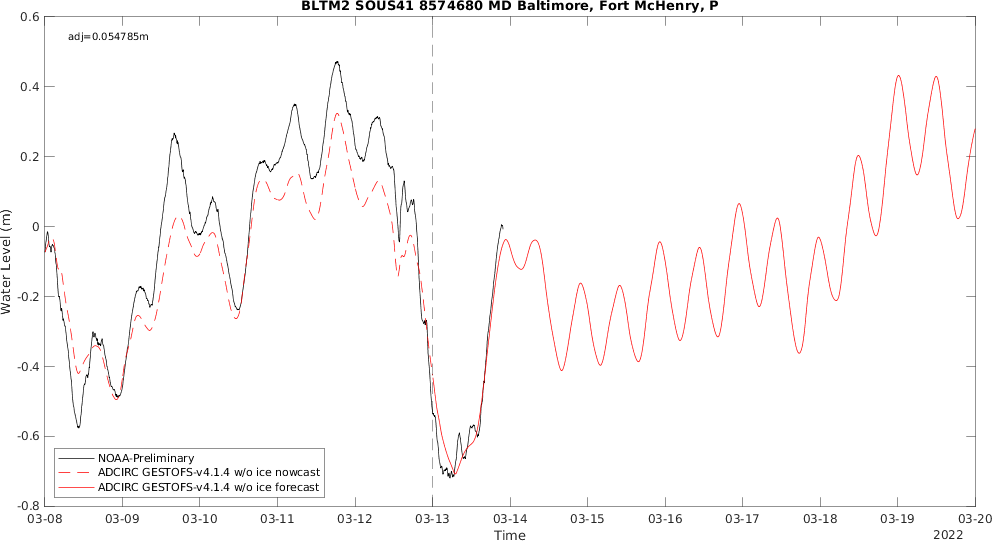 BLTM2 SOUS41 8574680 MD Baltimore, Fort McHenry, P
adj=0.054785m
0.6
0.4
0.2
0
-0.2
-0.4
-0.6
-0.8
Water Level (m)
NOAA-Preliminary
ADCIRC GESTOFS-v4.1.4 w/o ice nowcast
ADCIRC GESTOFS-v4.1.4 w/o ice forecast
03-08 03-09 03-10 03-11 03-12 03-13 03-14 03-15 03-16 03-17 03-18 03-19 03-20
Time
2022